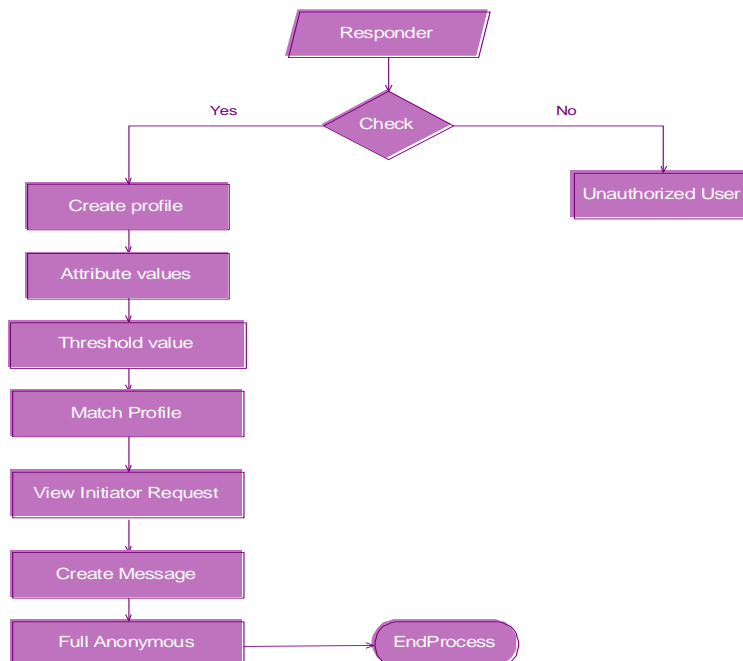 Responder
Check
Yes
No
Create profile
Unauthorized User
Attribute values
Threshold value
Match Profile
View Initiator Request
Create Message
Full Anonymous
EndProcess